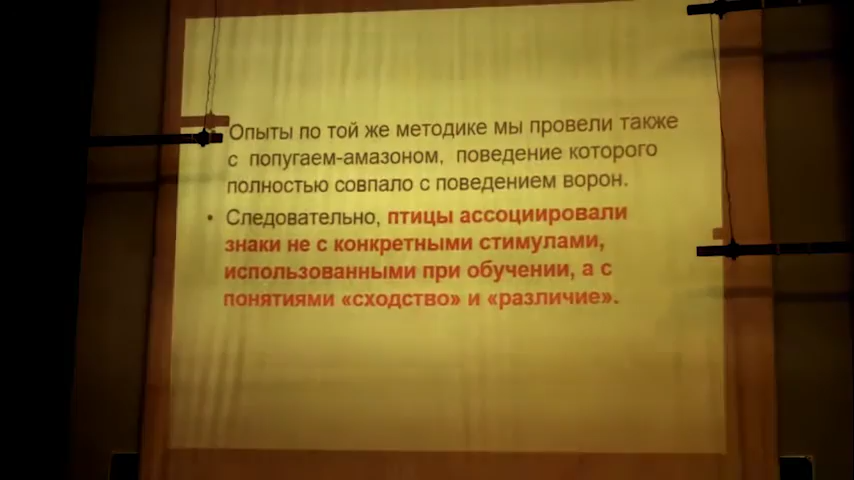 Опыты по той же методике мы провели также
с попугаем-амазоном, поведение которого
полностью совпало с поведением ворон.
• Следовательно, птицы ассоциировали
знаки не с конкретными стимулами,
использованными при обучении, а с
понятиями «сходство» и «различие».